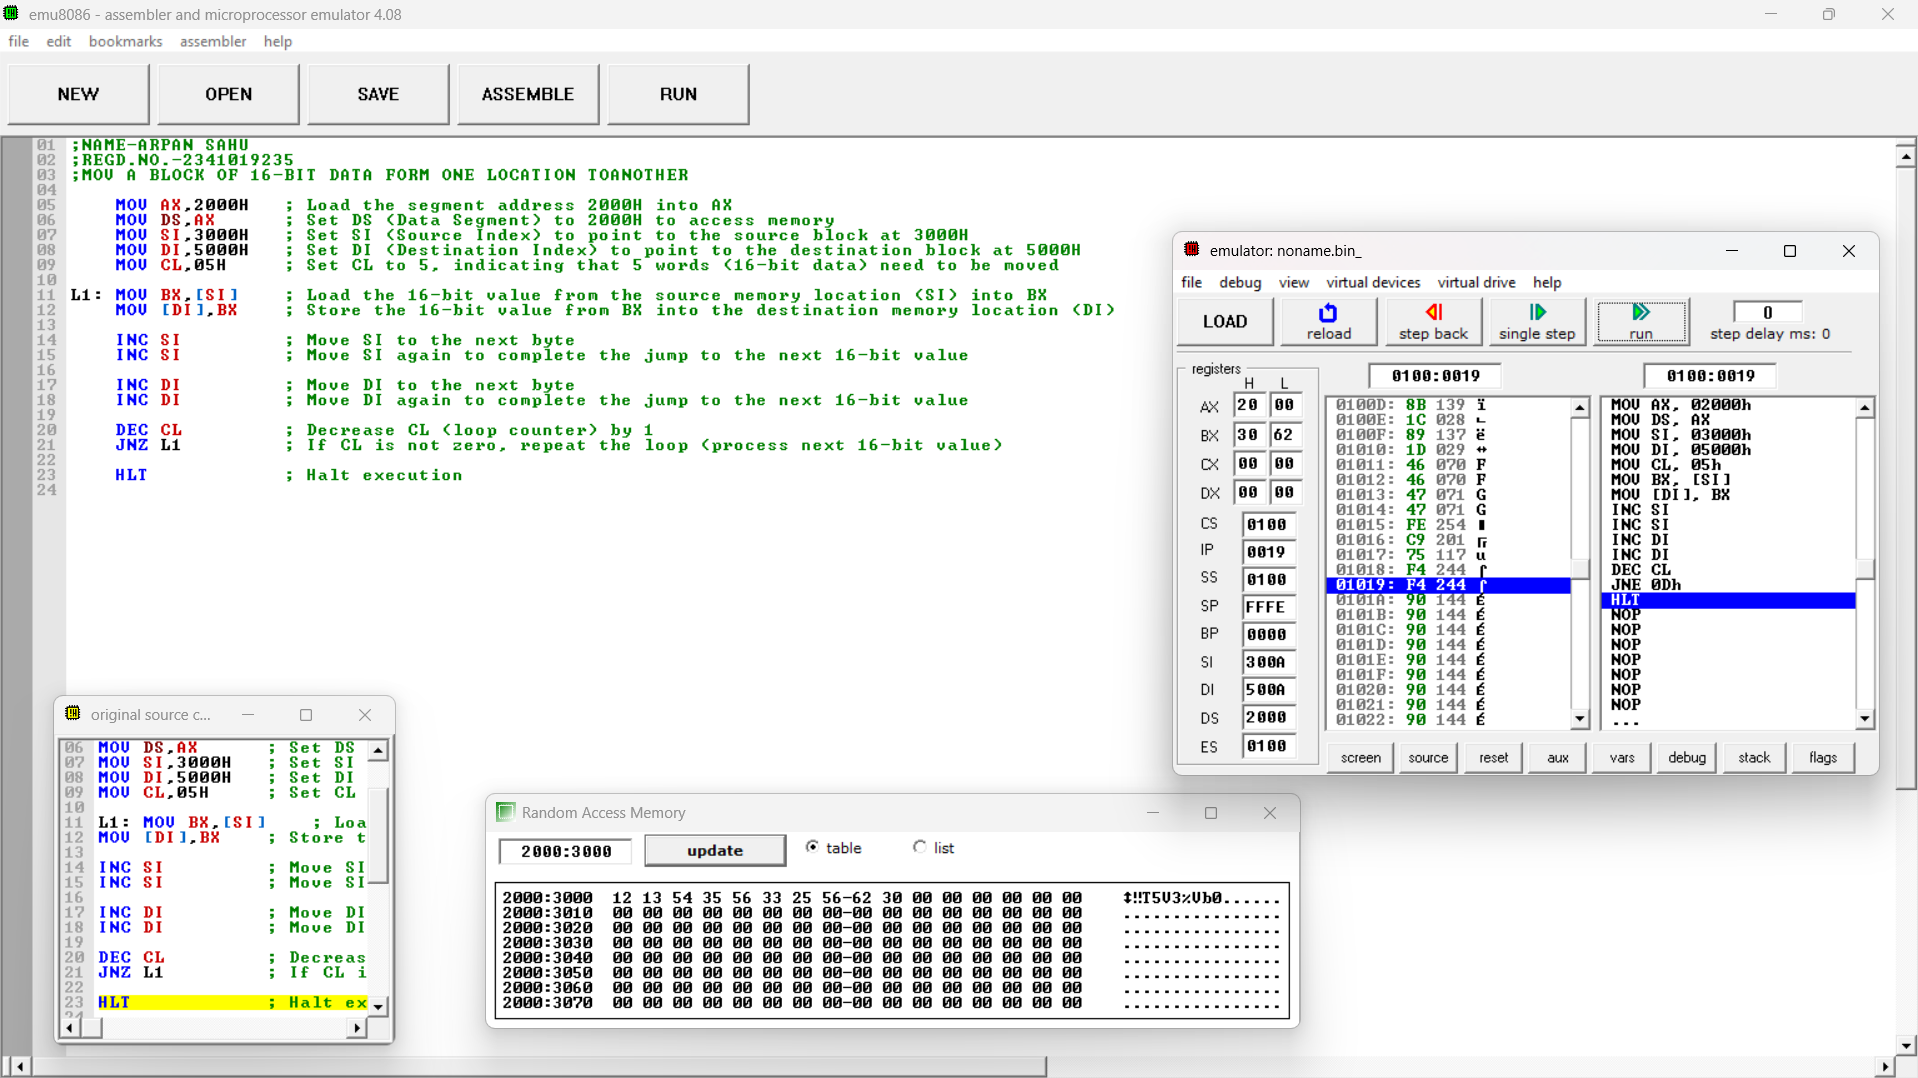 emu8086 - assembler and microprocessor emulator 4.08
file edit bookmarks assembler help
NEW OPEN SAVE ASSEMBLE RUN
01 ;NAME-ARPAN SAHU
02 ;REGD.NO.-2341019235
03 ;MOV A BLOCK OF 16-BIT DATA FORM ONE LOCATION TOANOTHER
04
05 MOV AX,2000H ; Load the segment address 2000H into AX
06 MOV DS,AX ; Set DS (Data Segment) to 2000H to access memory
07 MOV SI,3000H ; Set SI (Source Index) to point to the source block at 3000H
08 MOV DI,5000H ; Set DI (Destination Index) to point to the destination block at 5000H
09 MOV CL,05H ; Set CL to 5, indicating that 5 words (16-bit data) need to be moved
10
11 L1: MOV BX,[SI] ; Load the 16-bit value from the source memory location (SI) into BX
12 MOV [DI],BX ; Store the 16-bit value from BX into the destination memory location (DI)
13
14 INC SI ; Move SI to the next byte
15 INC SI ; Move SI again to complete the jump to the next 16-bit value
16
17 INC DI ; Move DI to the next byte
18 INC DI ; Move DI again to complete the jump to the next 16-bit value
19
20 DEC CL ; Decrease CL (loop counter) by 1
21 JNZ L1 ; If CL is not zero, repeat the loop (process next 16-bit value)
22
23 HLT ; Halt execution
24
emulator: noname.bin_
file debug view virtual devices virtual drive help
LOAD reload step back single step run 0
step delay ms: 0
registers
H L
AX 20 00
BX 30 62
CX 00 00
DX 00 00
CS 0100
IP 0019
SS 0100
SP FFFE
BP 0000
SI 300A
DI 500A
DS 2000
ES 0100
0100:0019
0100D: 8B 139 ï
0100E: 1C 028 ∟
0100F: 89 137 ë
01010: 1D 029 ↔
01011: 46 070 F
01012: 46 070 F
01013: 47 071 G
01014: 47 071 G
01015: FE 254 ■
01016: C9 201 ╔
01017: 75 117 u
01018: F4 244 ⌠
01019: F4 244 ⌠
0101A: 90 144 É
0101B: 90 144 É
0101C: 90 144 É
0101D: 90 144 É
0101E: 90 144 É
0101F: 90 144 É
01020: 90 144 É
01021: 90 144 É
01022: 90 144 É
0100:0019
MOV AX, 02000h
MOV DS, AX
MOV SI, 03000h
MOV DI, 05000h
MOV CL, 05h
MOV BX, [SI]
MOV [DI], BX
INC SI
INC SI
INC DI
INC DI
DEC CL
JNE 0Dh
HLT
NOP
NOP
NOP
NOP
NOP
NOP
NOP
...
screen source reset aux vars debug stack flags
original source c...
06 MOV DS,AX ; Set DS
07 MOV SI,3000H ; Set SI
08 MOV DI,5000H ; Set DI
09 MOV CL,05H ; Set CL
10
11 L1: MOV BX,[SI] ; Loa
12 MOV [DI],BX ; Store t
13
14 INC SI ; Move SI
15 INC SI ; Move SI
16
17 INC DI ; Move DI
18 INC DI ; Move DI
19
20 DEC CL ; Decreas
21 JNZ L1 ; If CL i
22
23 HLT ; Halt ex
24
Random Access Memory
2000:3000 update table list
2000:3000 12 13 54 35 56 33 25 56-62 30 00 00 00 00 00 00 ↕‼T5V3%Vb0......
2000:3010 00 00 00 00 00 00 00 00-00 00 00 00 00 00 00 00 ................
2000:3020 00 00 00 00 00 00 00 00-00 00 00 00 00 00 00 00 ................
2000:3030 00 00 00 00 00 00 00 00-00 00 00 00 00 00 00 00 ................
2000:3040 00 00 00 00 00 00 00 00-00 00 00 00 00 00 00 00 ................
2000:3050 00 00 00 00 00 00 00 00-00 00 00 00 00 00 00 00 ................
2000:3060 00 00 00 00 00 00 00 00-00 00 00 00 00 00 00 00 ................
2000:3070 00 00 00 00 00 00 00 00-00 00 00 00 00 00 00 00 ................